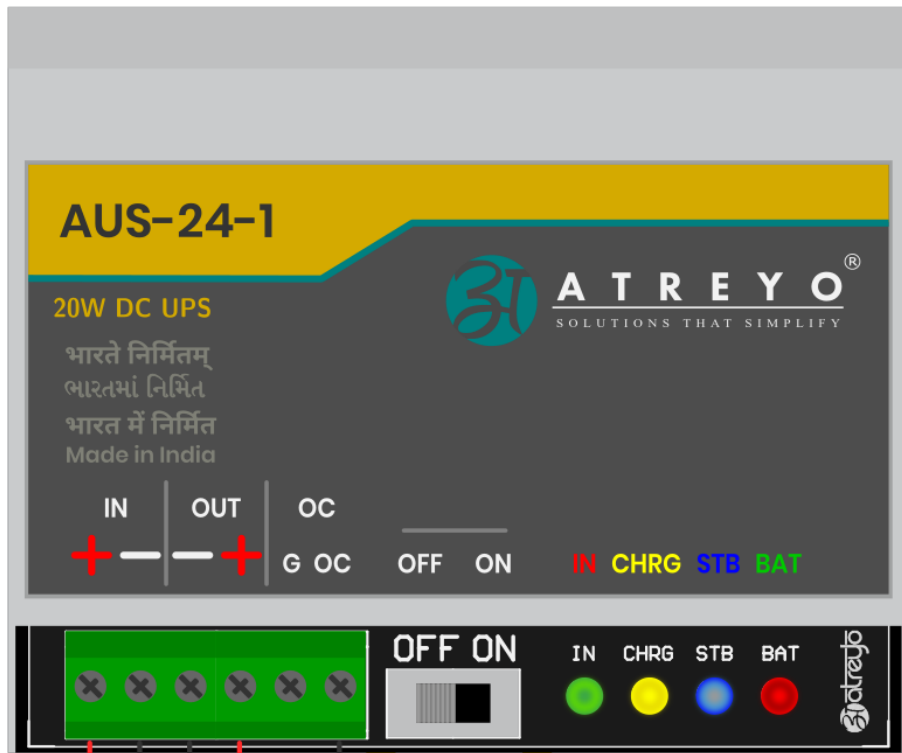 AUS-24-1
अ ATREYO®
SOLUTIONS THAT SIMPLIFY
20W DC UPS
भारते निर्मितम्
ભારતમાં નિર્મિત
भारत में निर्मित
Made in India
IN OUT OC
+ – – + G OC OFF ON IN CHRG STB BAT
OFF ON IN CHRG STB BAT
atreyo